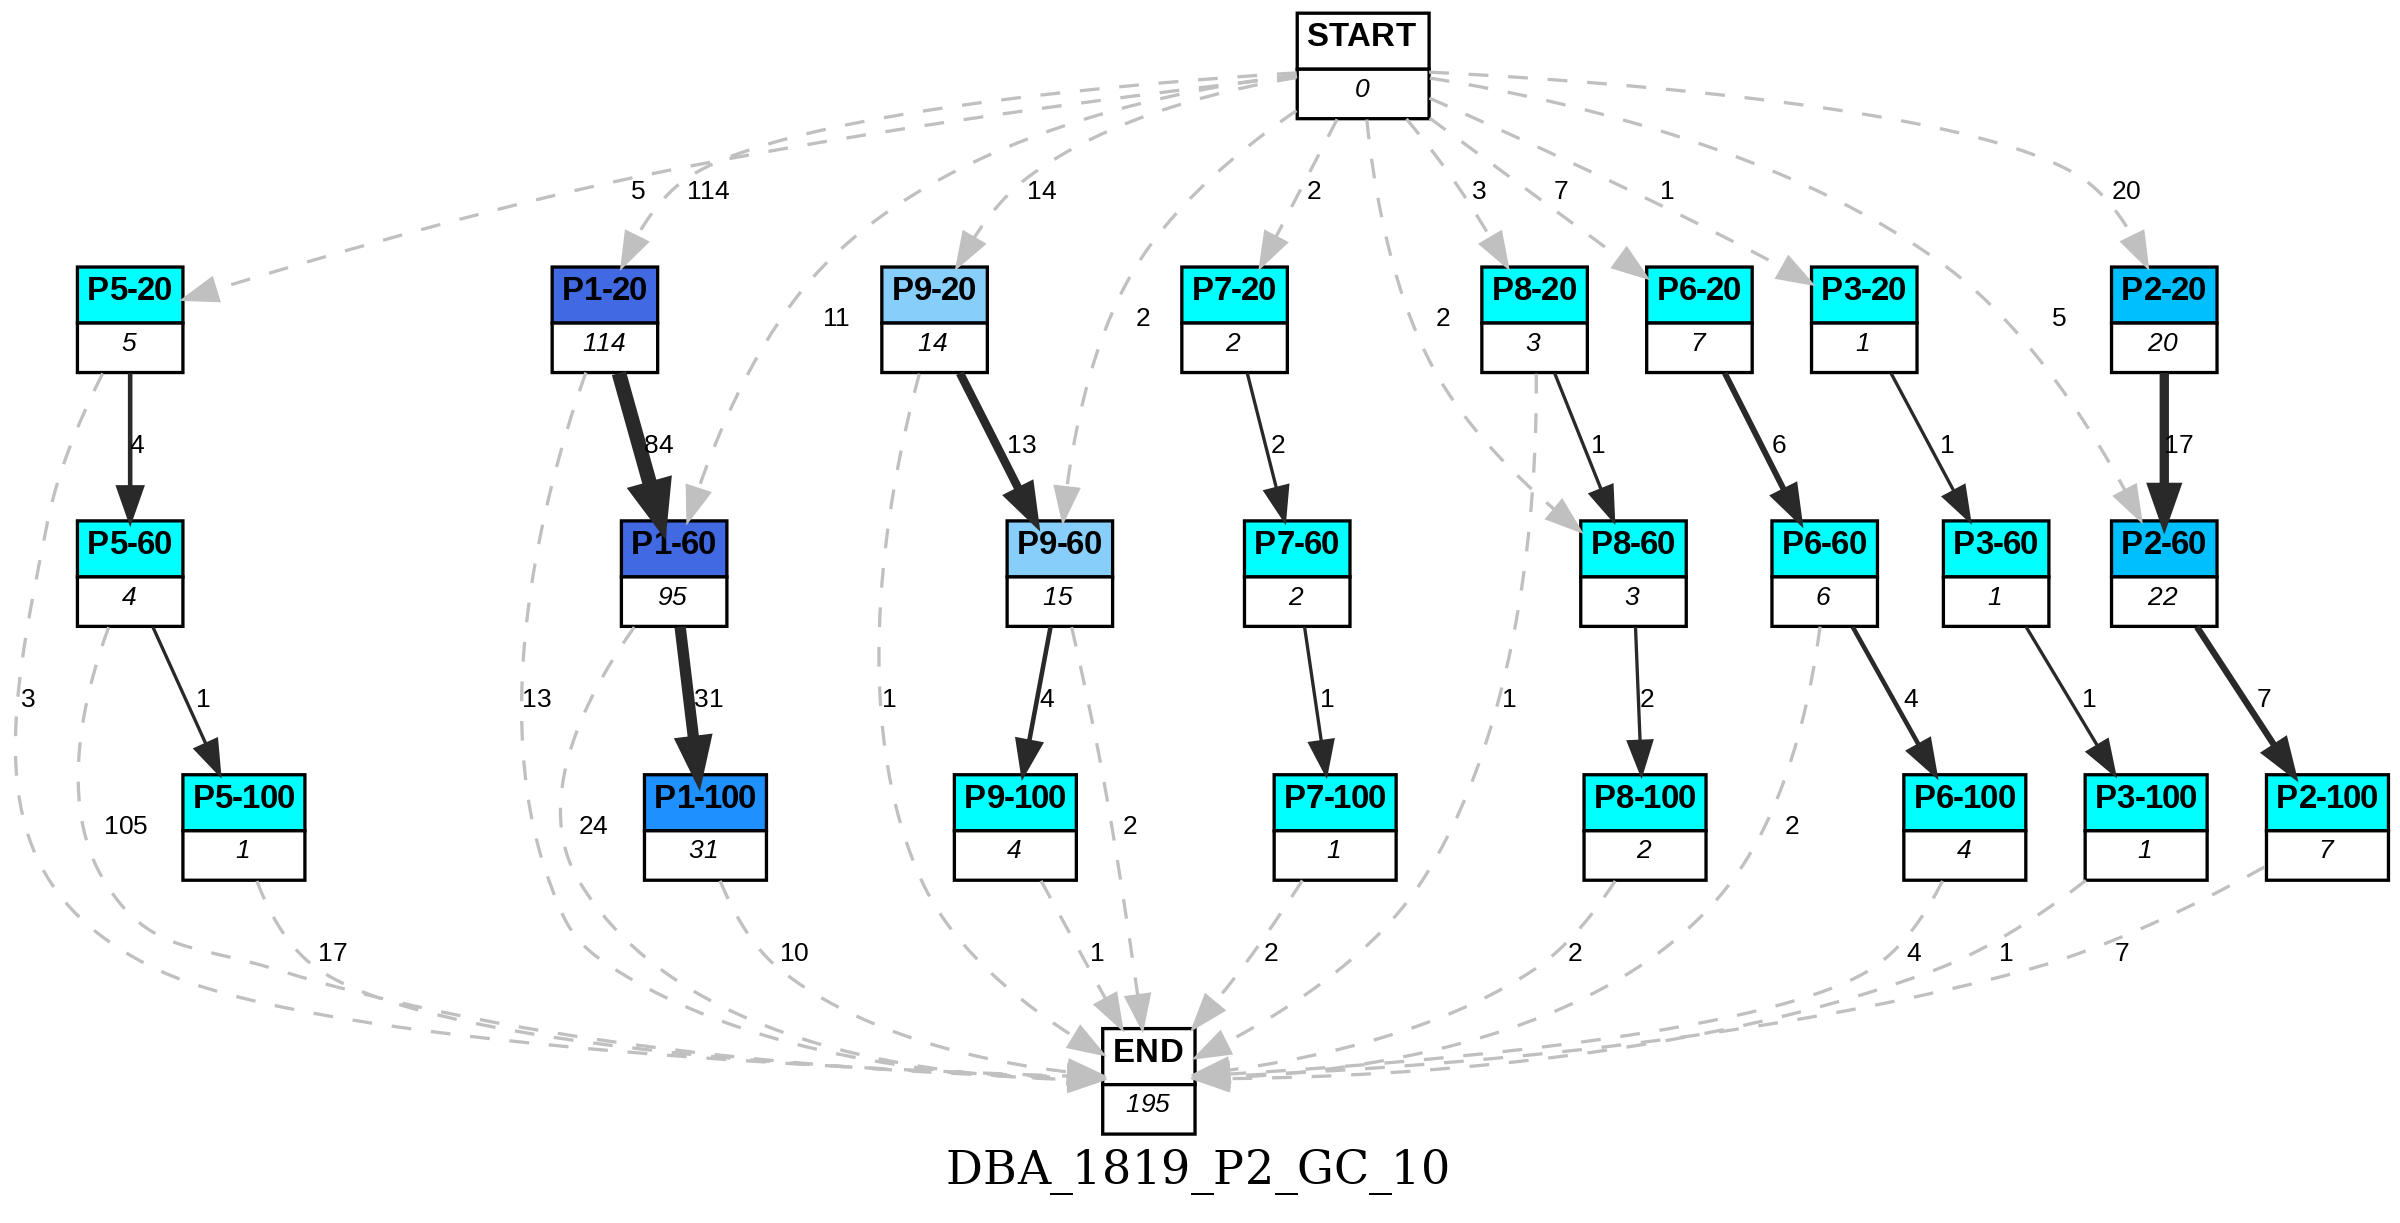 START
0
5
114
14
2
3
7
1
20
P5-20
5
P1-20
114
11
P9-20
14
2
P7-20
2
2
P8-20
3
P6-20
7
P3-20
1
5
P2-20
20
4
84
13
2
1
6
1
17
P5-60
4
P1-60
95
P9-60
15
P7-60
2
P8-60
3
P6-60
6
P3-60
1
P2-60
22
3
1
13
31
1
4
1
1
2
4
1
7
105
P5-100
1
24
P1-100
31
P9-100
4
2
P7-100
1
P8-100
2
2
P6-100
4
P3-100
1
P2-100
7
17
10
1
2
2
4
1
7
END
195
DBA_1819_P2_GC_10